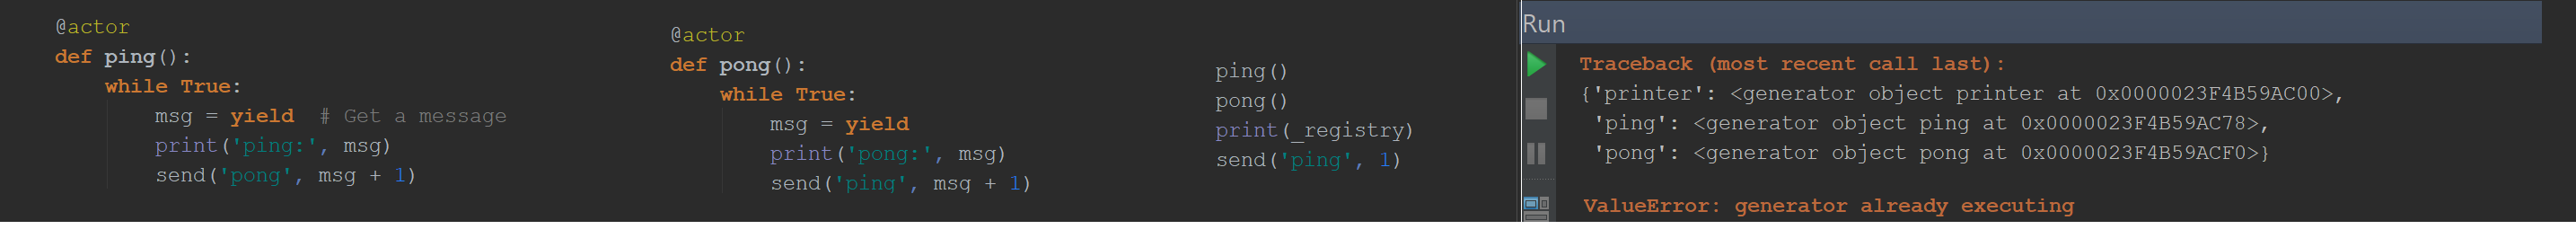 @actor
def ping():
    while True:
        msg = yield  # Get a message
        print('ping:', msg)
        send('pong', msg + 1)
@actor
def pong():
    while True:
        msg = yield
        print('pong:', msg)
        send('ping', msg + 1)
ping()
pong()
print(_registry)
send('ping', 1)
Run
Traceback (most recent call last):
{'printer': <generator object printer at 0x0000023F4B59AC00>,
 'ping': <generator object ping at 0x0000023F4B59AC78>,
 'pong': <generator object pong at 0x0000023F4B59ACF0>}
ValueError: generator already executing